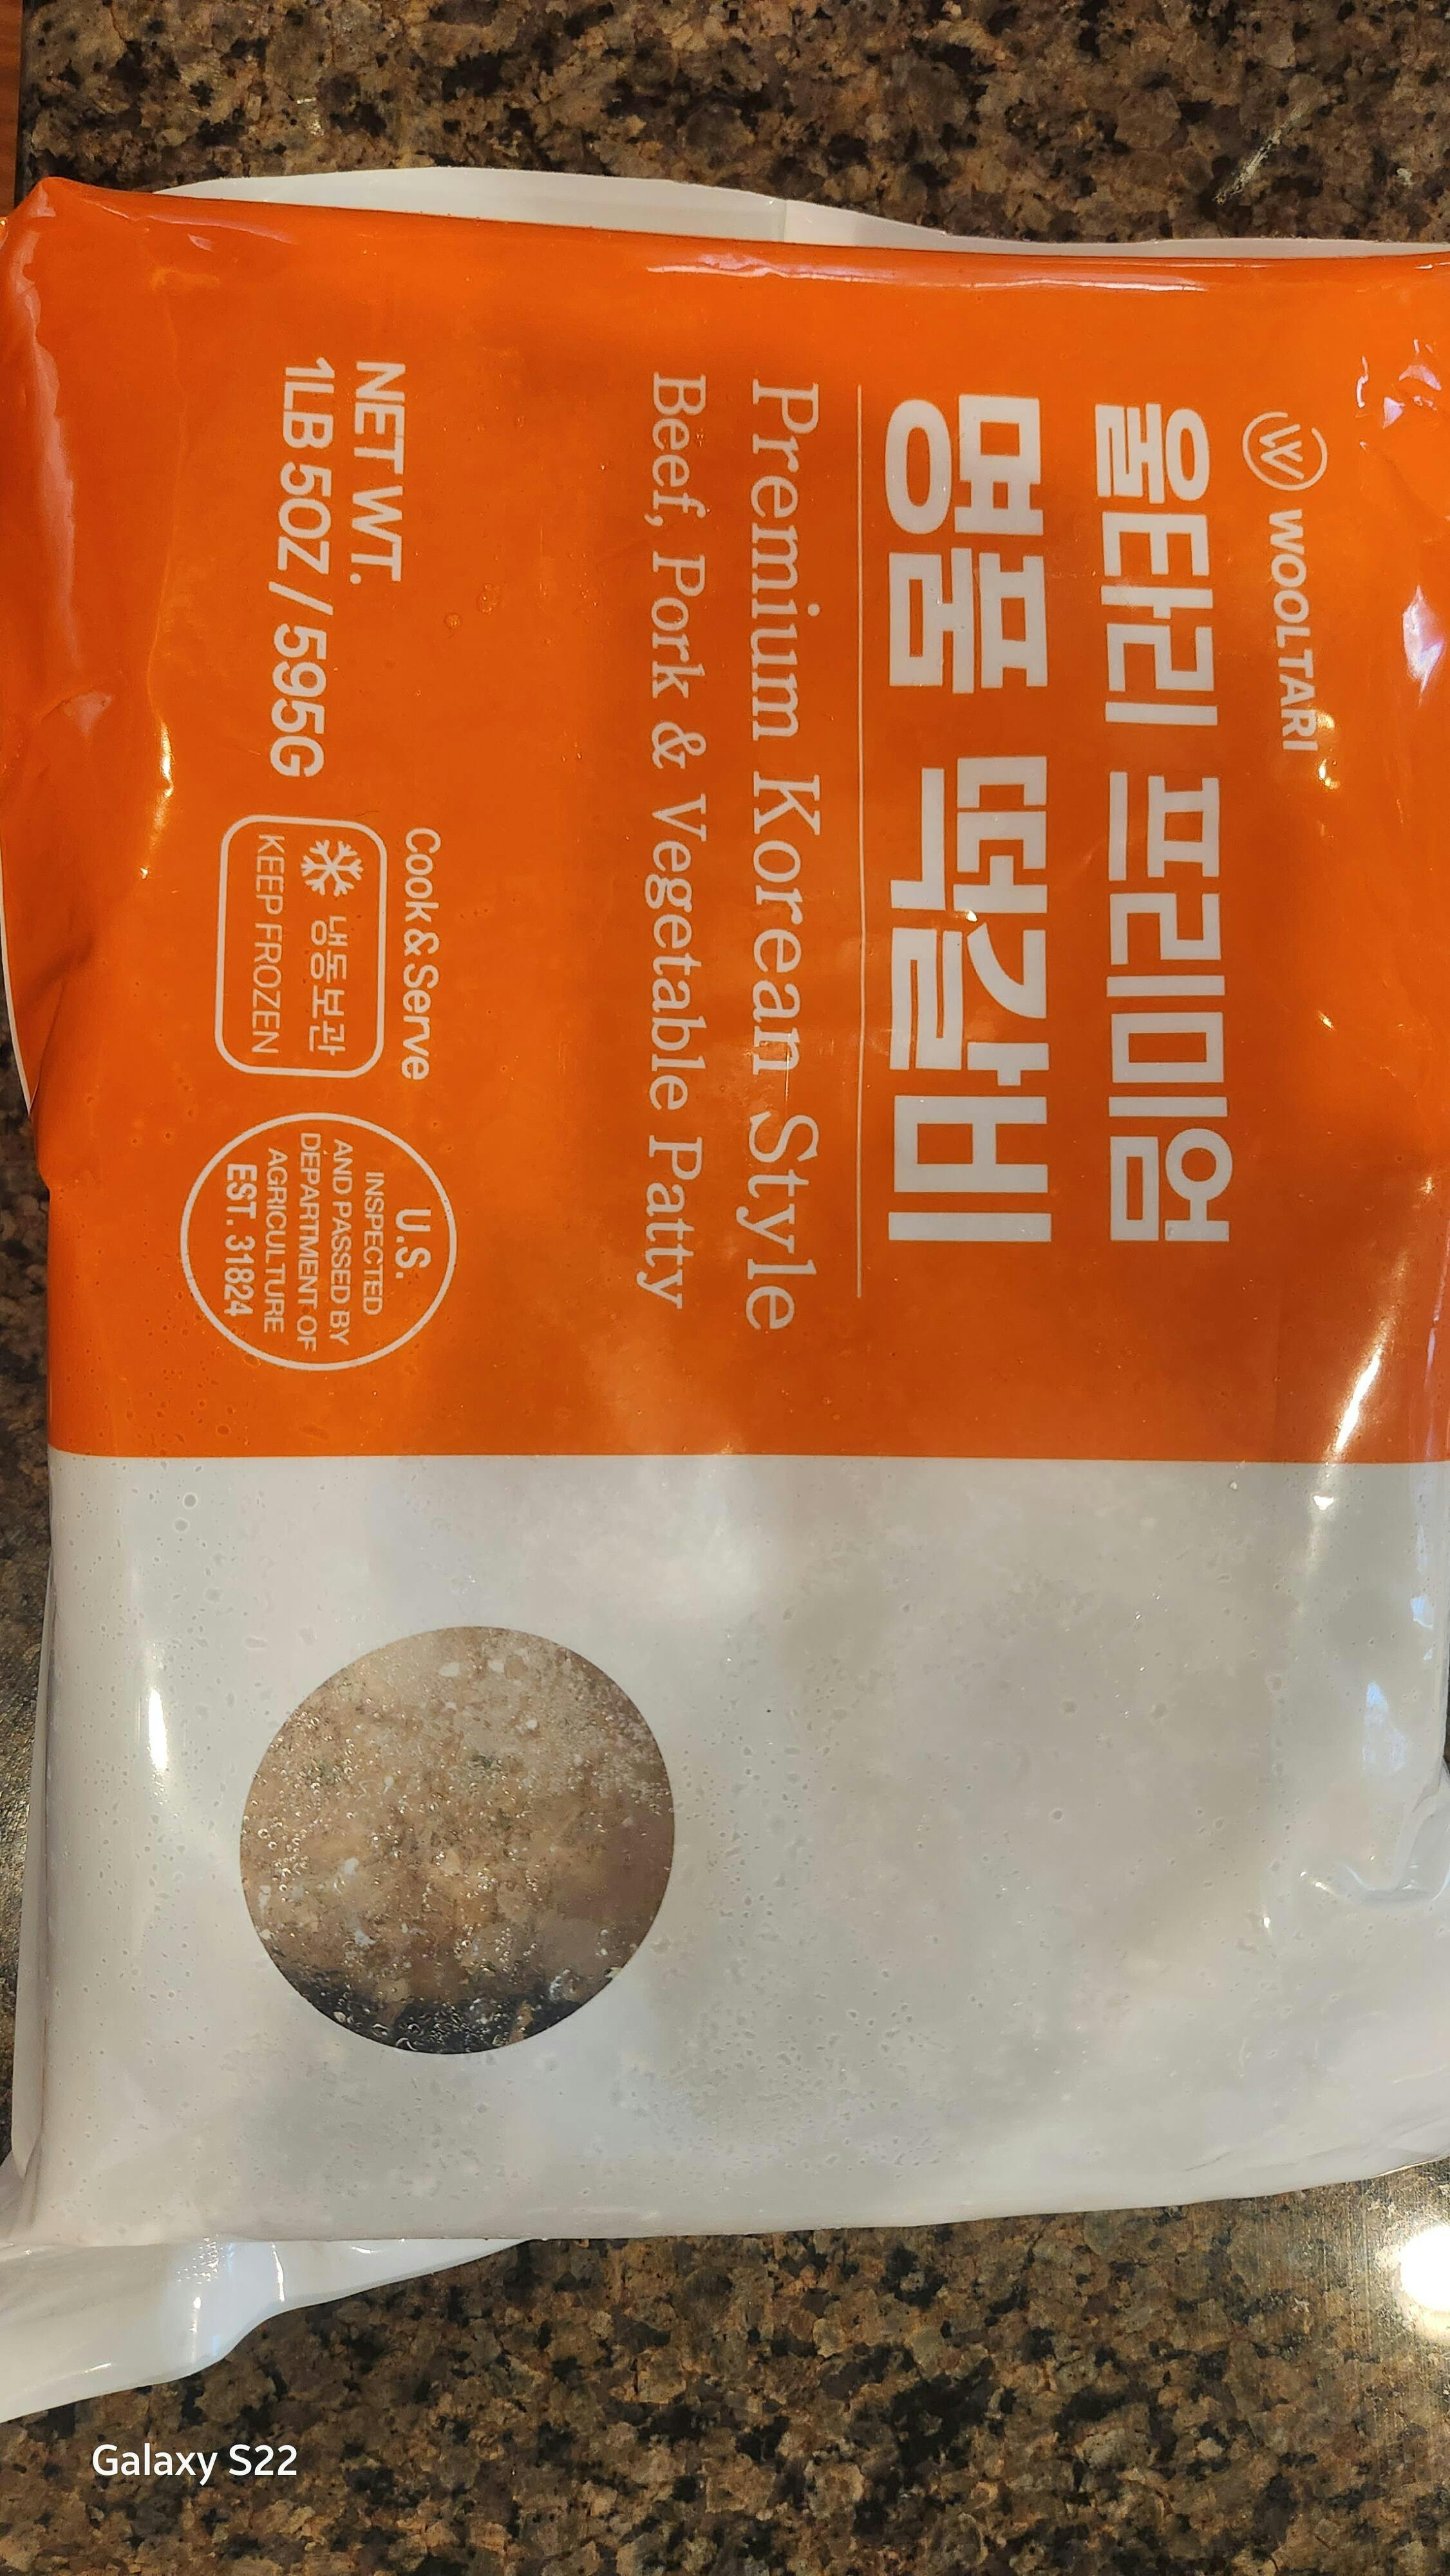 WOOLTARI
울타리 프리미엄
명품 떡갈비
Premium Korean Style
Beef, Pork & Vegetable Patty
NET WT.
1LB 5OZ / 595G
Cook&Serve
냉동보관
KEEP FROZEN
U.S.
INSPECTED
AND PASSED BY
DEPARTMENT OF
AGRICULTURE
EST. 31824
Galaxy S22